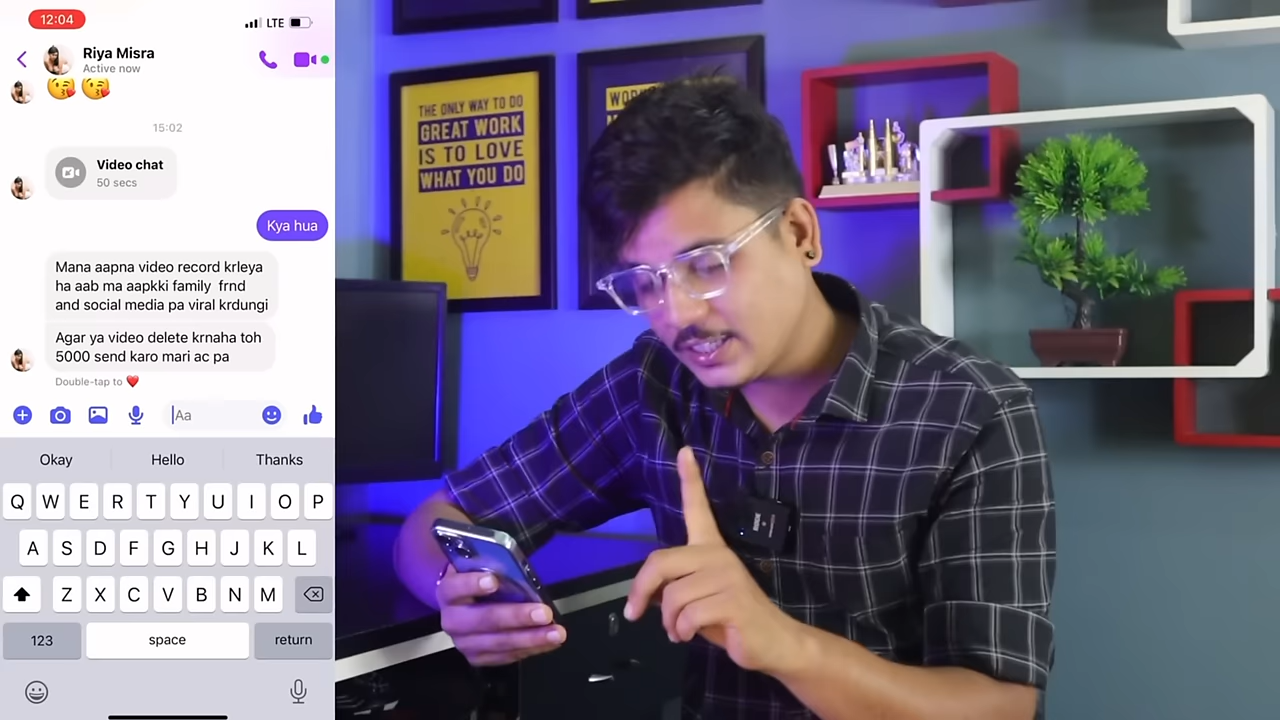 12:04
LTE
Riya Misra
Active now
15:02
Video chat
50 secs
Kya hua
Mana aapna video record krleya
ha aab ma aapkki family frnd
and social media pa viral krdungi
Agar ya video delete krnaha toh
5000 send karo mari ac pa
Double-tap to ❤️
Aa
Okay
Hello
Thanks
Q W E R T Y U I O P
A S D F G H J K L
Z X C V B N M
123
space
return
THE ONLY WAY TO DO
GREAT WORK
IS TO LOVE
WHAT YOU DO
RODE